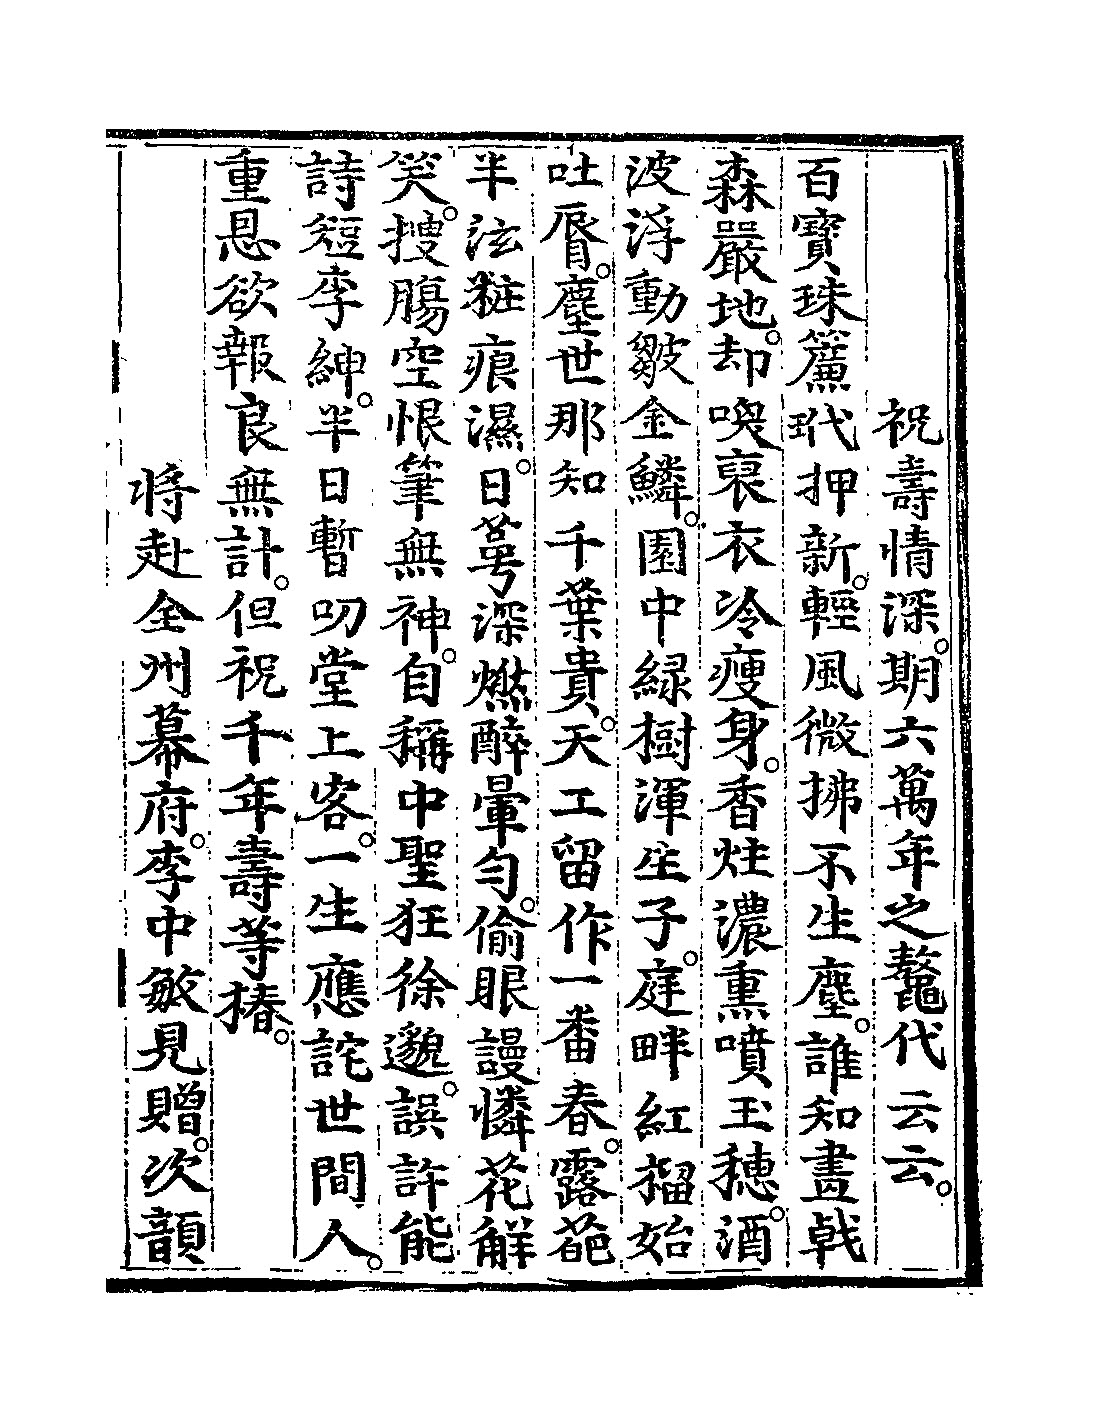 祝壽情深。期六萬年之鼇代云云。
百寶珠簾玳押新。輕風微拂不生塵。誰知畫戟
森嚴地。却喚裒衣冷瘦身。香炷濃熏噴玉穗。酒
波浮動皺金鱗。園中綠樹渾生子。庭畔紅榴始
吐脣。塵世那知千葉貴。天工留作一番春。露葩
半泫粧痕濕。日萼深燃醉暈勻。偷眼謾憐花解
笑。搜膓空恨筆無神。自稱中聖狂徐邈。誤許能
詩短李紳。半日暫叨堂上客。一生應詫世間人。
重恩欲報良無計。但祝千年壽等椿。
將赴全州幕府。李中敏見贈。次韻